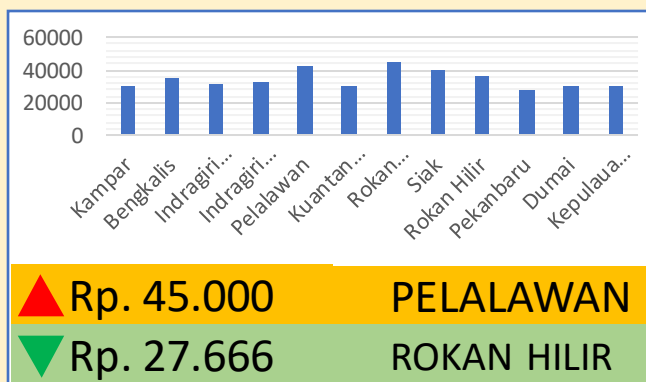 60000
40000
20000
0
Kampar
Bengkalis
Indragiri...
Indragiri...
Pelalawan
Kuantan...
Rokan...
Siak
Rokan Hilir
Pekanbaru
Dumai
Kepulaua...
Rp. 45.000 PELALAWAN
Rp. 27.666 ROKAN HILIR